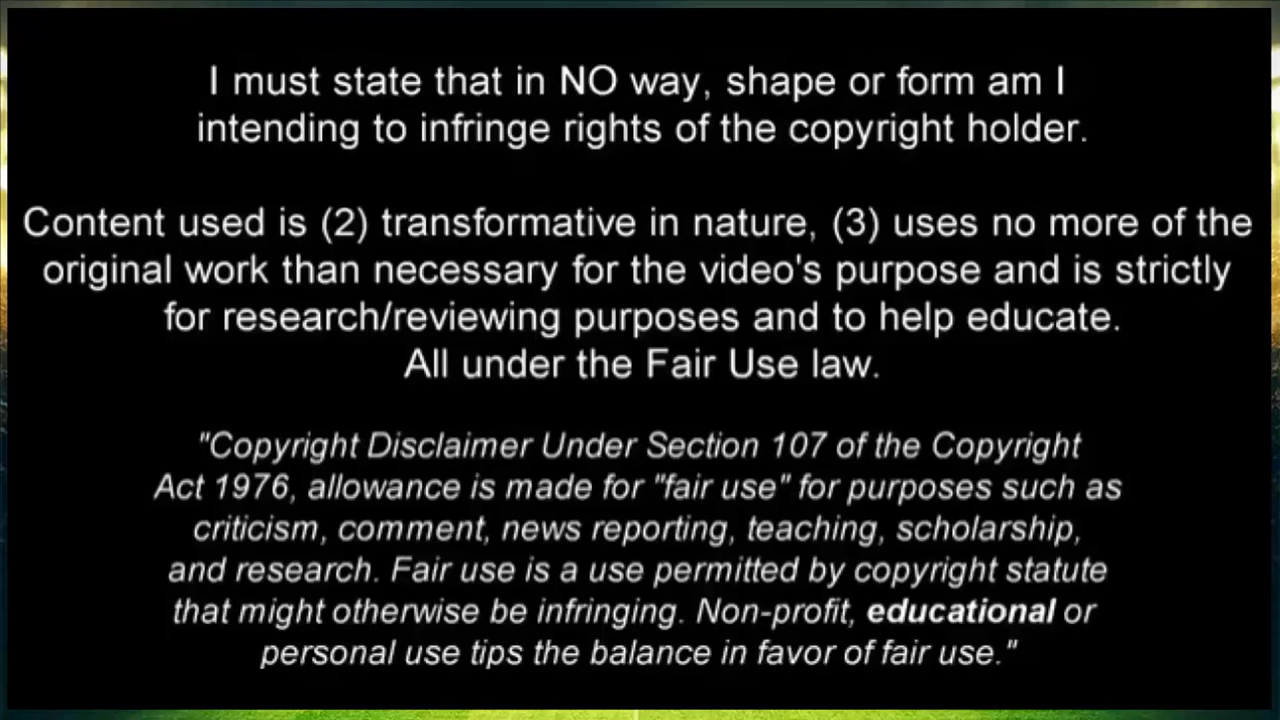 I must state that in NO way, shape or form am I
intending to infringe rights of the copyright holder.
Content used is (2) transformative in nature, (3) uses no more of the
original work than necessary for the video's purpose and is strictly
for research/reviewing purposes and to help educate.
All under the Fair Use law.
"Copyright Disclaimer Under Section 107 of the Copyright
Act 1976, allowance is made for "fair use" for purposes such as
criticism, comment, news reporting, teaching, scholarship,
and research. Fair use is a use permitted by copyright statute
that might otherwise be infringing. Non-profit, educational or
personal use tips the balance in favor of fair use."